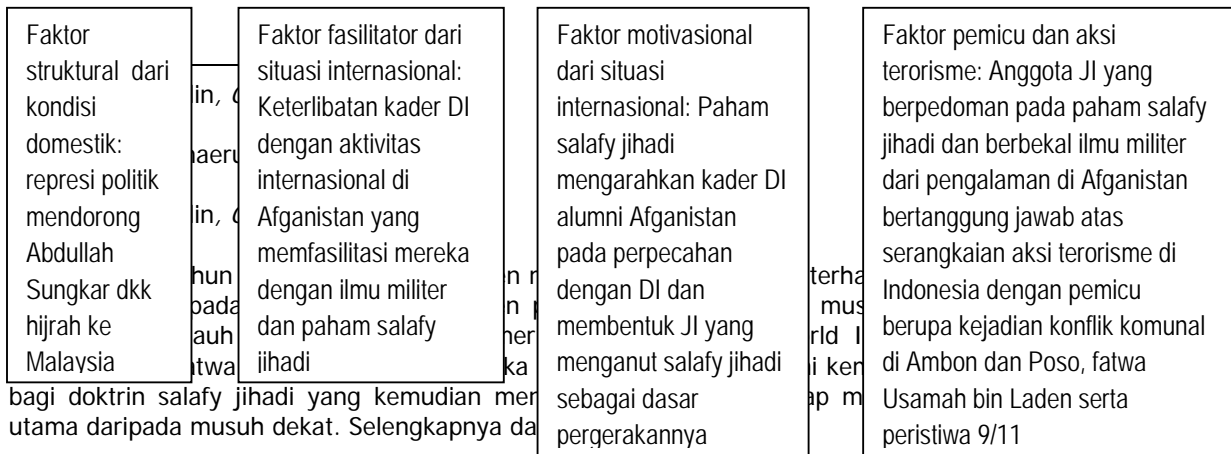 Faktor
struktural dari
kondisi
domestik:
represi politik
mendorong
Abdullah
Sungkar dkk
hijrah ke
Malaysia
Faktor fasilitator dari
situasi internasional:
Keterlibatan kader DI
dengan aktivitas
internasional di
Afganistan yang
memfasilitasi mereka
dengan ilmu militer
dan paham salafy
jihadi
Faktor motivasional
dari situasi
internasional: Paham
salafy jihadi
mengarahkan kader DI
alumni Afganistan
pada perpecahan
dengan DI dan
membentuk JI yang
menganut salafy jihadi
sebagai dasar
pergerakannya
Faktor pemicu dan aksi
terorisme: Anggota JI yang
berpedoman pada paham salafy
jihadi dan berbekal ilmu militer
dari pengalaman di Afganistan
bertanggung jawab atas
serangkaian aksi terorisme di
Indonesia dengan pemicu
berupa kejadian konflik komunal
di Ambon dan Poso, fatwa
Usamah bin Laden serta
peristiwa 9/11
bagi doktrin salafy jihadi yang kemudian
utama daripada musuh dekat. Selengkapnya